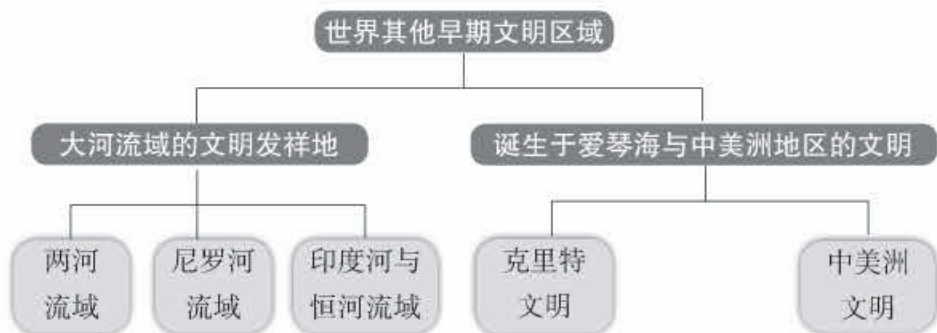 世界其他早期文明区域
大河流域的文明发祥地
诞生于爱琴海与中美洲地区的文明
两河
流域
尼罗河
流域
印度河与
恒河流域
克里特
文明
中美洲
文明